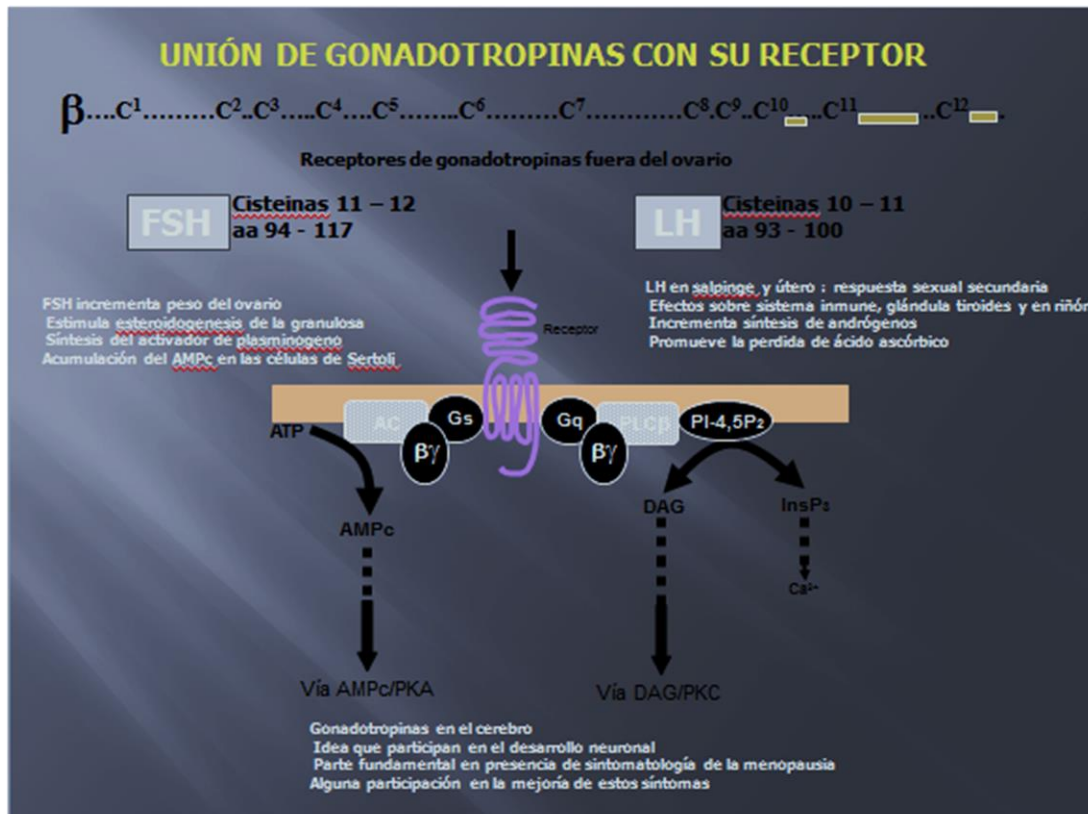 UNIÓN DE GONADOTROPINAS CON SU RECEPTOR
β....C¹.........C²..C³.....C⁴....C⁵........C⁶.........C⁷............C⁸.C⁹..C¹⁰.....C¹¹ ..C¹² .
Receptores de gonadotropinas fuera del ovario
FSH
Cisteinas 11 – 12
aa 94 - 117
LH
Cisteinas 10 – 11
aa 93 - 100
FSH incrementa peso del ovario
Estimula esteroidogenesis de la granulosa
Síntesis del activador de plasminogeno
Acumulación del AMPc en las células de Sertoli
LH en salpinge y útero : respuesta sexual secundaria
Efectos sobre sistema inmune, glándula tiroides y en riñón
Incrementa síntesis de andrógenos
Promueve la perdida de ácido ascórbico
Receptor
AC
Gs
βγ
Gq
βγ
PLCβ
PI-4,5P₂
ATP
AMPc
DAG
InsP₃
Ca²⁺
Vía AMPc/PKA
Vía DAG/PKC
Gonadotropinas en el cerebro
Idea que participan en el desarrollo neuronal
Parte fundamental en presencia de sintomatología de la menopausia
Alguna participación en la mejoría de estos síntomas